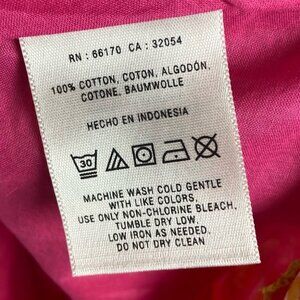 RN : 66170 CA : 32054
100% COTTON, COTON, ALGODÓN,
COTONE, BAUMWOLLE
HECHO EN INDONESIA
30
MACHINE WASH COLD GENTLE
WITH LIKE COLORS.
USE ONLY NON-CHLORINE BLEACH.
TUMBLE DRY LOW.
LOW IRON AS NEEDED.
DO NOT DRY CLEAN